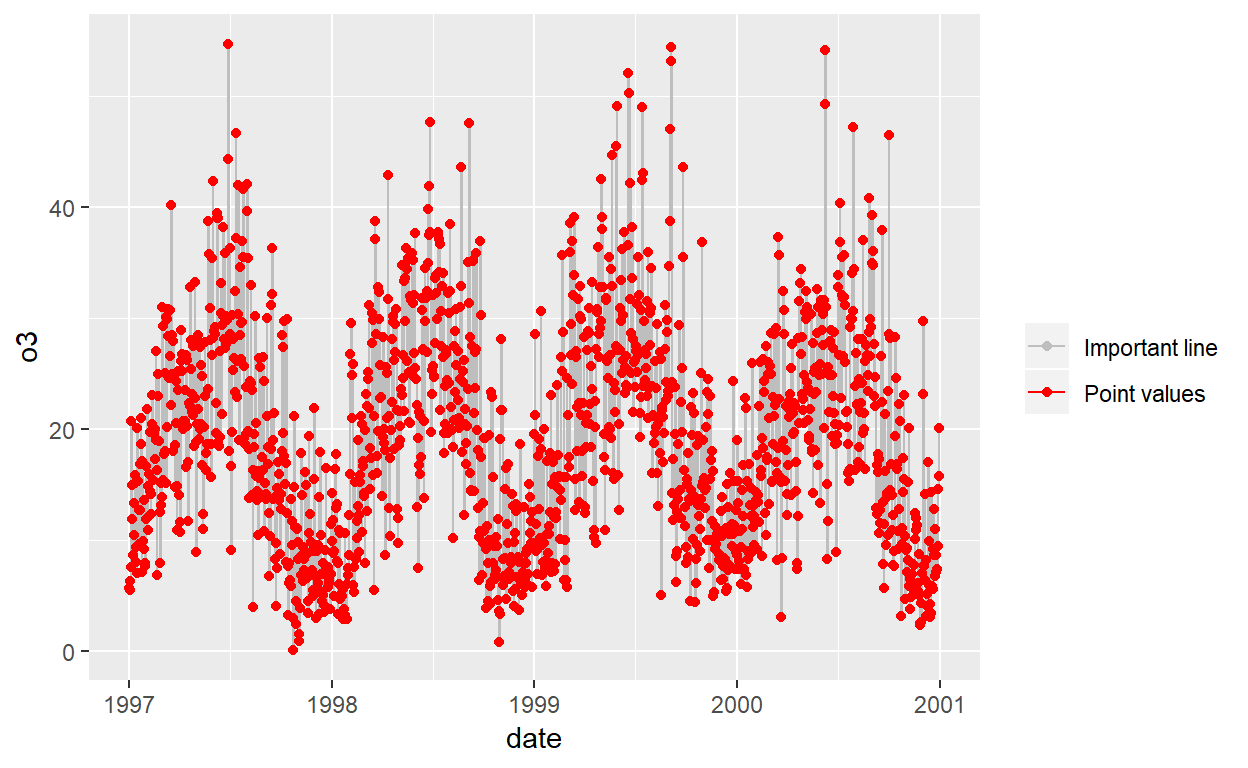 40
20
0
o3
1997 1998 1999 2000 2001
date
Important line
Point values